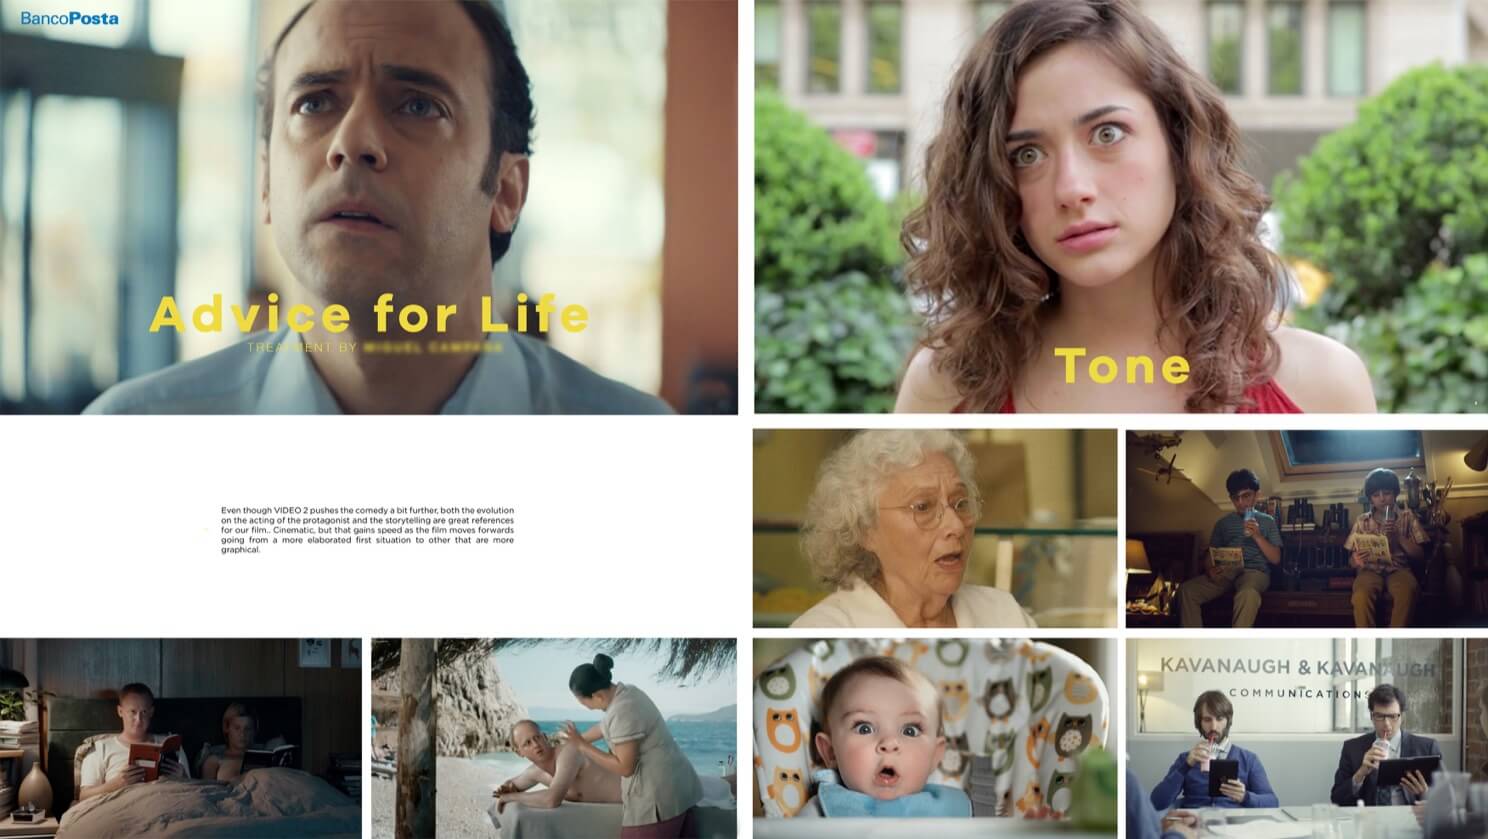 BancoPosta
Advice for Life
TREATMENT BY
Tone
Even though VIDEO 2 pushes the comedy a bit further, both the evolution
on the acting of the protagonist and the storytelling are great references
for our film.. Cinematic, but that gains speed as the film moves forwards
going from a more elaborated first situation to other that are more
graphical.
KAVANAUGH & KAVANAUGH
COMMUNICATIONS